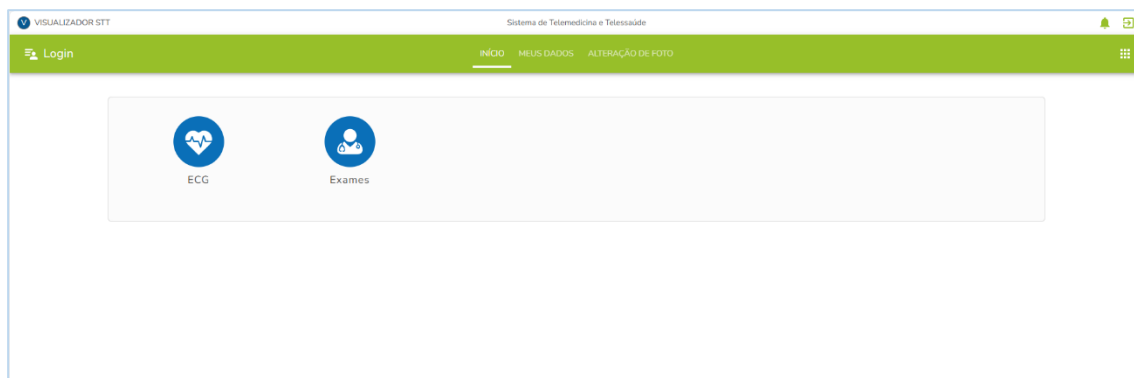 V VISUALIZADOR STT
Sistema de Telemedicina e Telessaúde
Login
INÍCIO MEUS DADOS ALTERAÇÃO DE FOTO
ECG
Exames